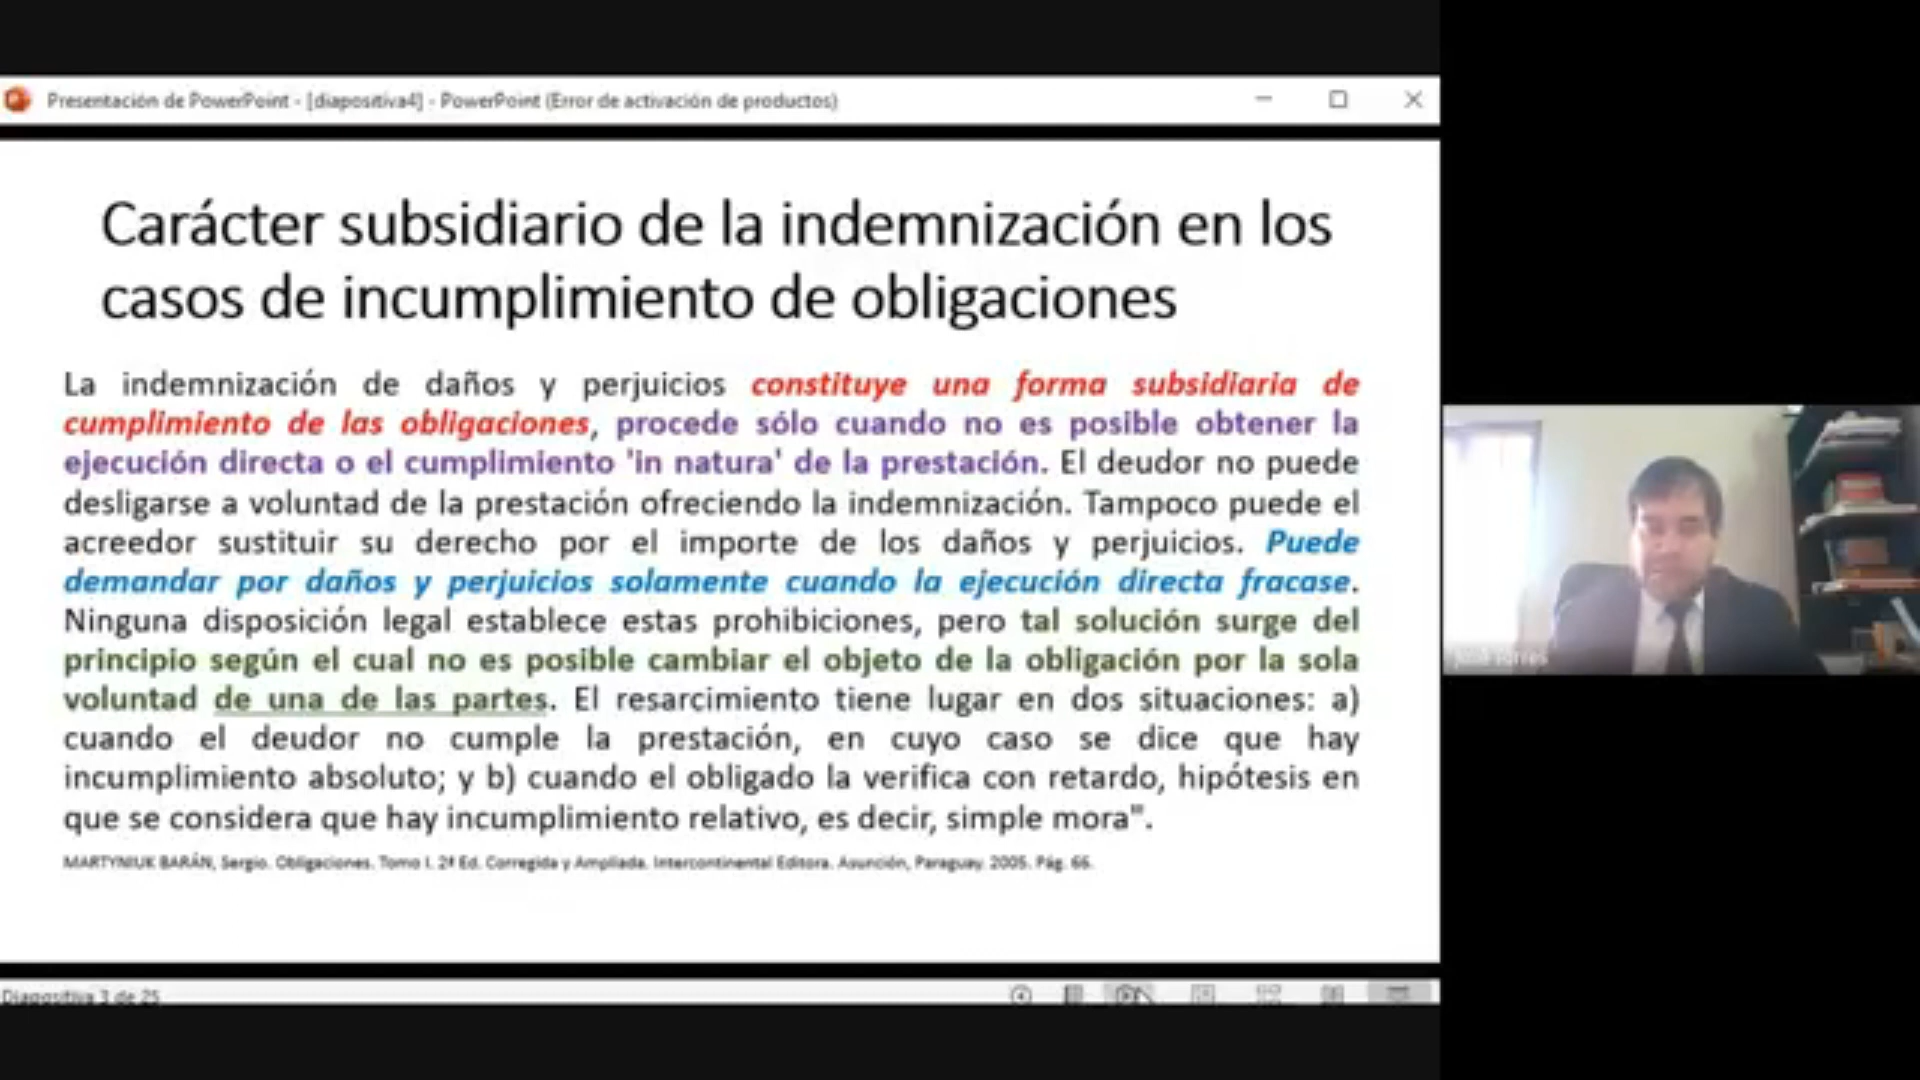 Presentación de PowerPoint - [diapositiva4] - PowerPoint (Error de activación de productos)
Carácter subsidiario de la indemnización en los
casos de incumplimiento de obligaciones
La indemnización de daños y perjuicios constituye una forma subsidiaria de
cumplimiento de las obligaciones, procede sólo cuando no es posible obtener la
ejecución directa o el cumplimiento 'in natura' de la prestación. El deudor no puede
desligarse a voluntad de la prestación ofreciendo la indemnización. Tampoco puede el
acreedor sustituir su derecho por el importe de los daños y perjuicios. Puede
demandar por daños y perjuicios solamente cuando la ejecución directa fracase.
Ninguna disposición legal establece estas prohibiciones, pero tal solución surge del
principio según el cual no es posible cambiar el objeto de la obligación por la sola
voluntad de una de las partes. El resarcimiento tiene lugar en dos situaciones: a)
cuando el deudor no cumple la prestación, en cuyo caso se dice que hay
incumplimiento absoluto; y b) cuando el obligado la verifica con retardo, hipótesis en
que se considera que hay incumplimiento relativo, es decir, simple mora".
MARTYNIUK BARÁN, Sergio. Obligaciones. Tomo I. 2ª Ed. Corregida y Ampliada. Intercontinental Editora. Asunción, Paraguay. 2005. Pág. 66.
Diapositiva 3 de 25